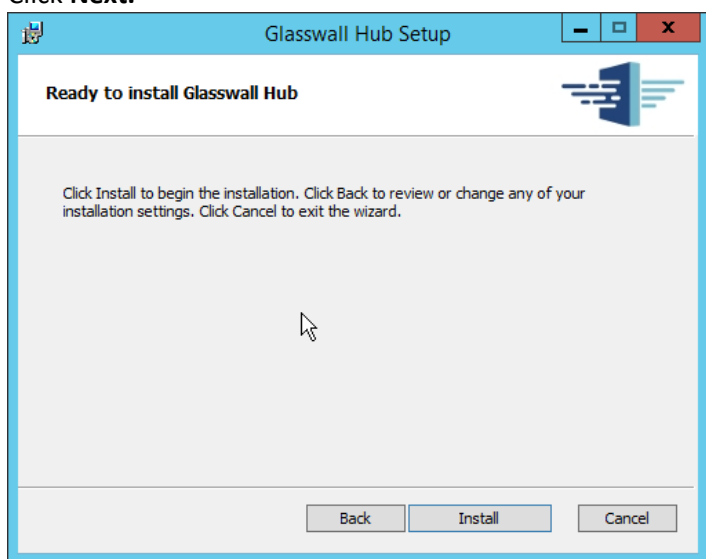 Click Next.
Glasswall Hub Setup
Ready to install Glasswall Hub
Click Install to begin the installation. Click Back to review or change any of your
installation settings. Click Cancel to exit the wizard.
Back Install Cancel